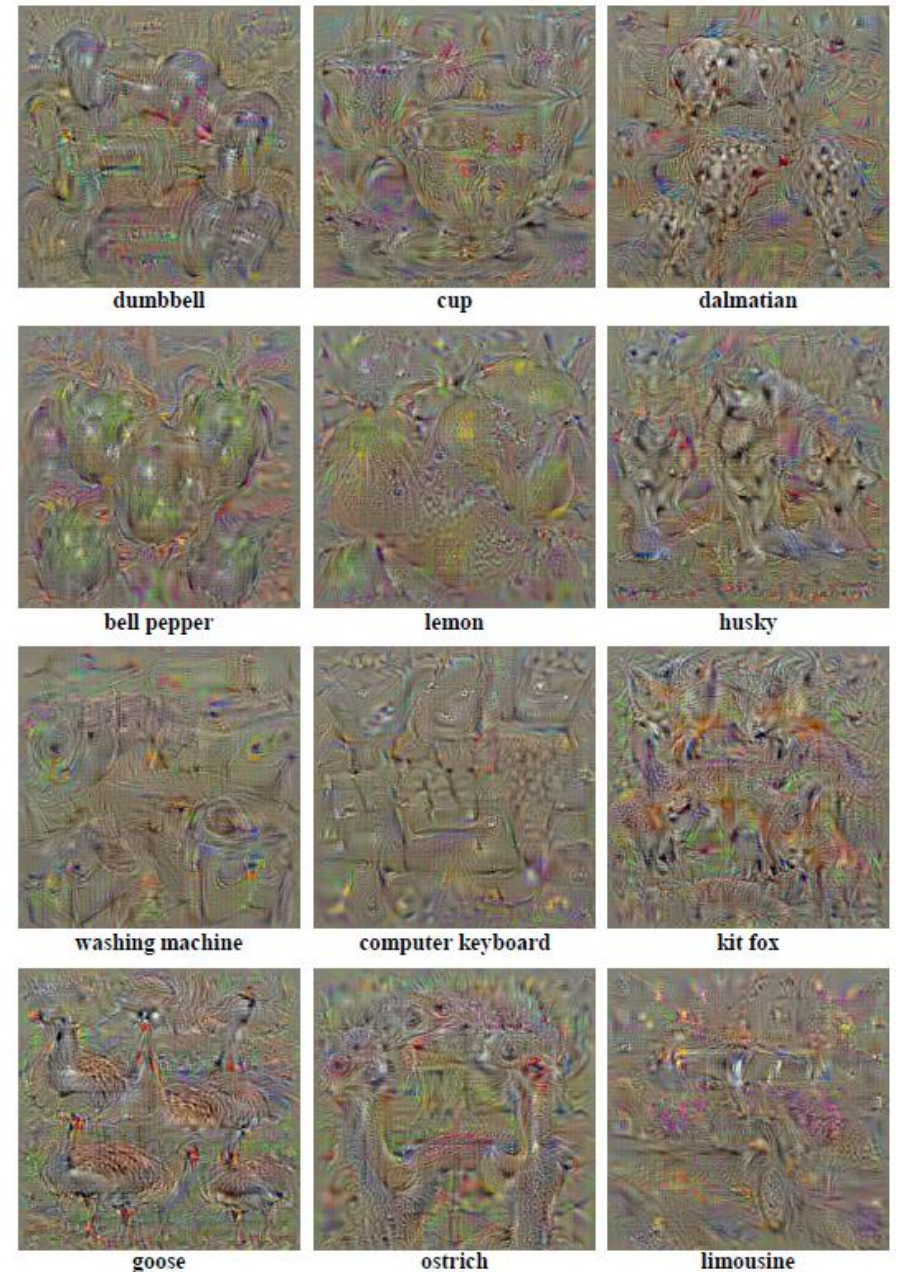 dumbbell
cup
dalmatian
bell pepper
lemon
husky
washing machine
computer keyboard
kit fox
goose
ostrich
limousine